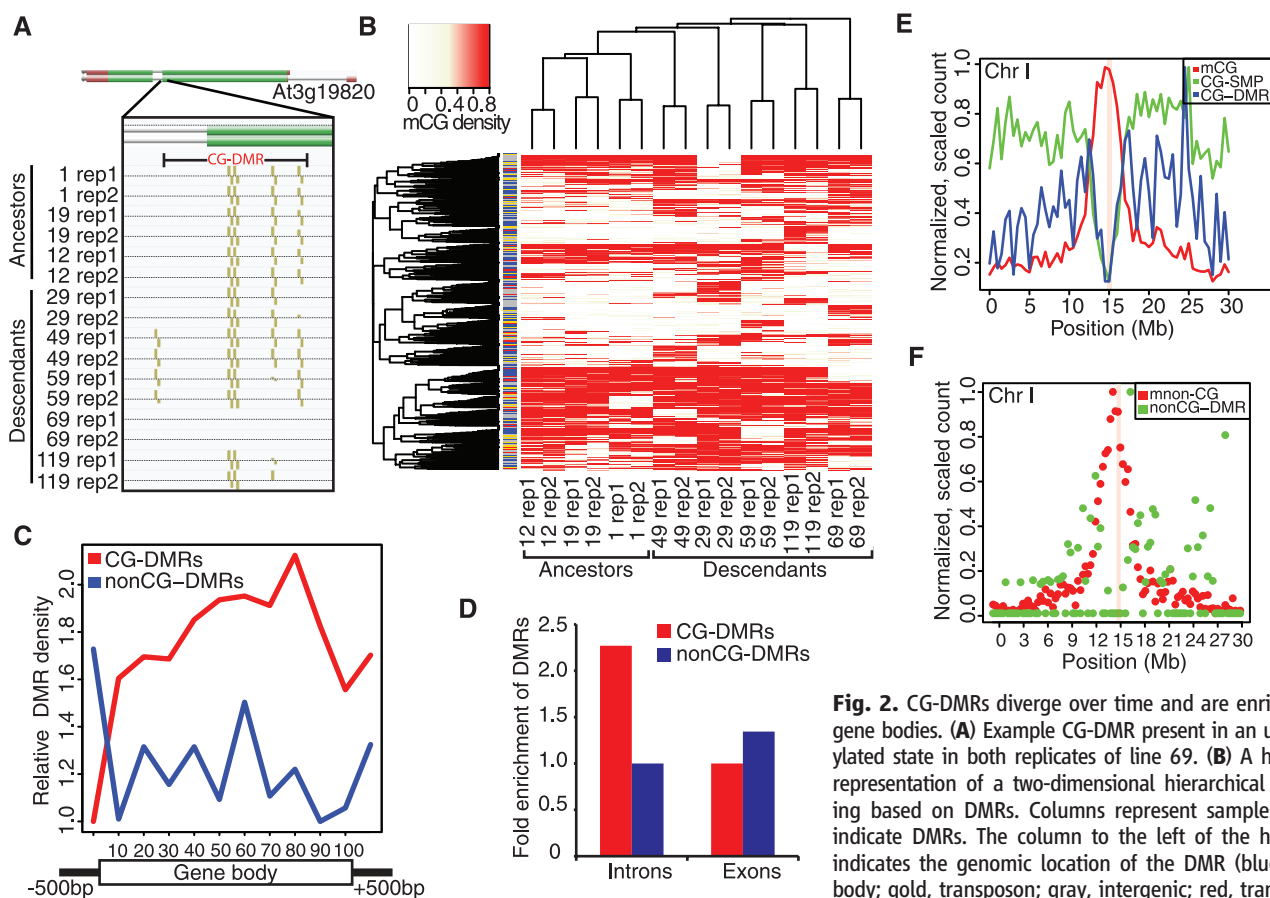 A
At3g19820
CG-DMR
Ancestors
1 rep1
1 rep2
19 rep1
19 rep2
12 rep1
12 rep2
Descendants
29 rep1
29 rep2
49 rep1
49 rep2
59 rep1
59 rep2
69 rep1
69 rep2
119 rep1
119 rep2
B
0 0.4 0.8
mCG density
12 rep1
12 rep2
19 rep1
19 rep2
1 rep1
1 rep2
49 rep1
49 rep2
29 rep1
29 rep2
59 rep1
59 rep2
119 rep1
119 rep2
69 rep1
69 rep2
Ancestors Descendants
C
CG-DMRs
nonCG-DMRs
Relative DMR density
2.0
1.8
1.6
1.4
1.2
1.0
10 20 30 40 50 60 70 80 90 100
Gene body
-500bp +500bp
D
CG-DMRs
nonCG-DMRs
Fold enrichment of DMRs
2.5
2.0
1.5
1.0
0.5
0
Introns Exons
E
Chr I
mCG
CG-SMP
CG-DMR
Normalized, scaled count
1.0
0.8
0.6
0.4
0.2
0 5 10 15 20 25 30
Position (Mb)
F
Chr I
mnon-CG
nonCG-DMR
Normalized, scaled count
1.0
0.8
0.6
0.4
0.2
0.0
0 3 6 9 12 14 15 18 21 24 27 30
Position (Mb)
Fig. 2. CG-DMRs diverge over time and are enri
gene bodies. (A) Example CG-DMR present in an u
ylated state in both replicates of line 69. (B) A h
representation of a two-dimensional hierarchical
ing based on DMRs. Columns represent sample
indicate DMRs. The column to the left of the h
indicates the genomic location of the DMR (blue
body; gold, transposon; gray, intergenic; red, tran